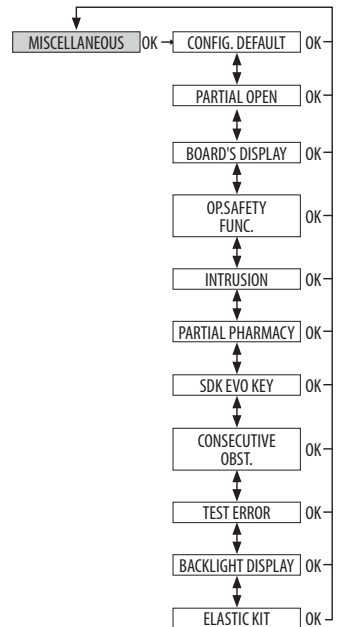 MISCELLANEOUS OK CONFIG. DEFAULT OK
PARTIAL OPEN OK
BOARD'S DISPLAY OK
OP.SAFETY
FUNC. OK
INTRUSION OK
PARTIAL PHARMACY OK
SDK EVO KEY OK
CONSECUTIVE
OBST. OK
TEST ERROR OK
BACKLIGHT DISPLAY OK
ELASTIC KIT OK